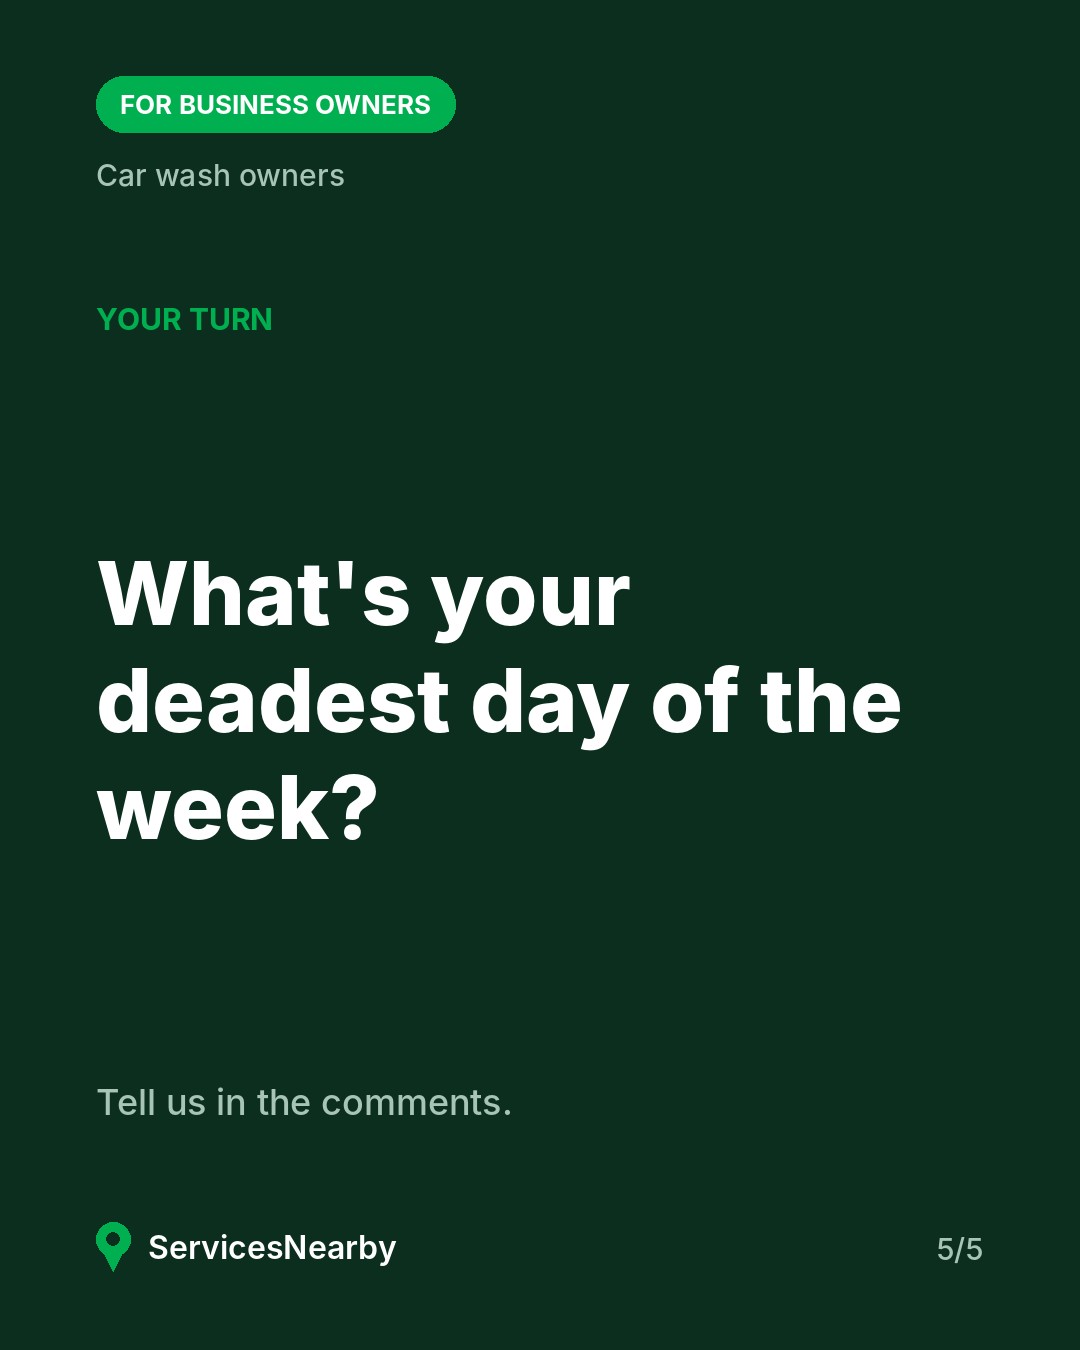 FOR BUSINESS OWNERS
Car wash owners
YOUR TURN
What's your
deadest day of the
week?
Tell us in the comments.
ServicesNearby
5/5